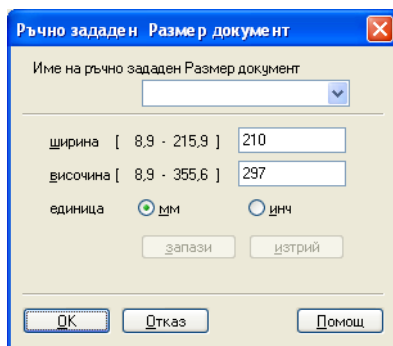 Ръчно зададен Размер документ
Име на ръчно зададен Размер документ
ширина [ 8,9 - 215,9 ] 210
височина [ 8,9 - 355,6 ] 297
единица мм инч
запази изтрий
OK Отказ Помощ